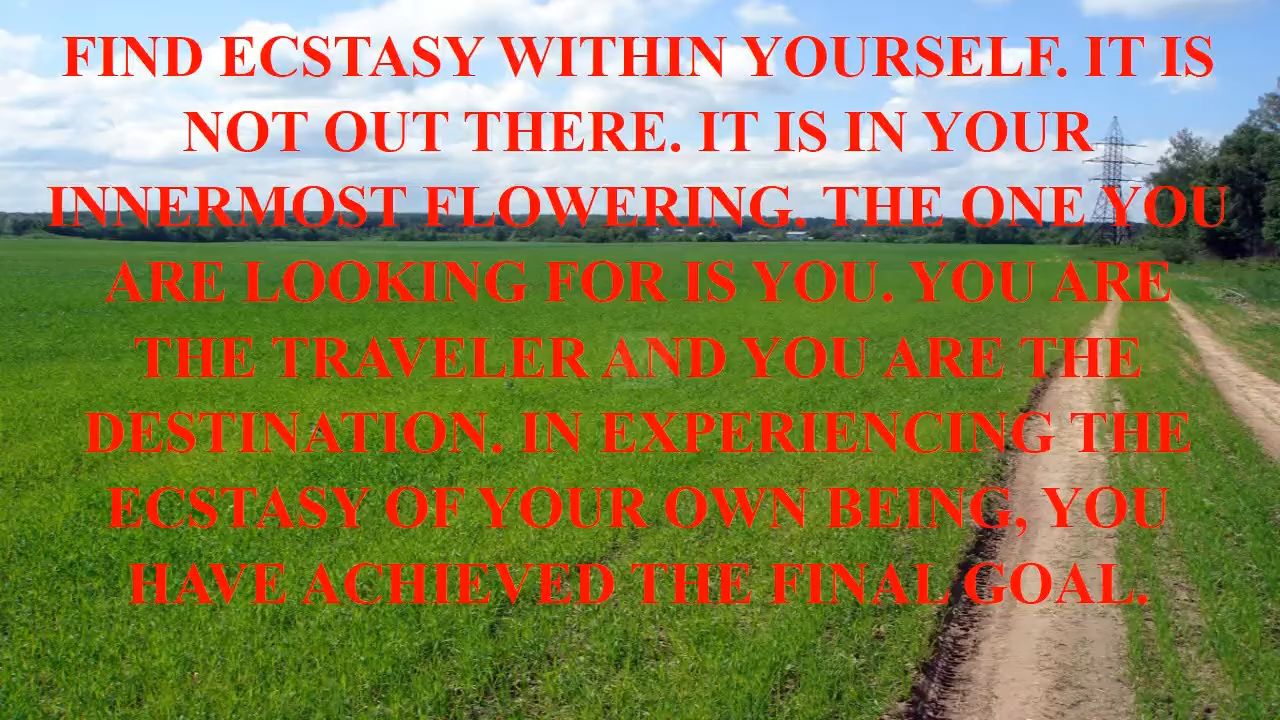 FIND ECSTASY WITHIN YOURSELF. IT IS
NOT OUT THERE. IT IS IN YOUR
INNERMOST FLOWERING. THE ONE YOU
ARE LOOKING FOR IS YOU. YOU ARE
THE TRAVELER AND YOU ARE THE
DESTINATION. IN EXPERIENCING THE
ECSTASY OF YOUR OWN BEING, YOU
HAVE ACHIEVED THE FINAL GOAL.